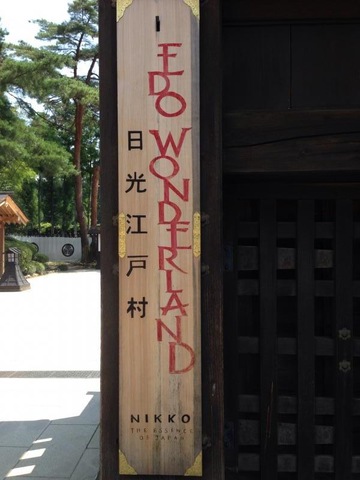 EDO WONDERLAND
日光江戸村
NIKKO
THE ESSENCE
OF JAPAN